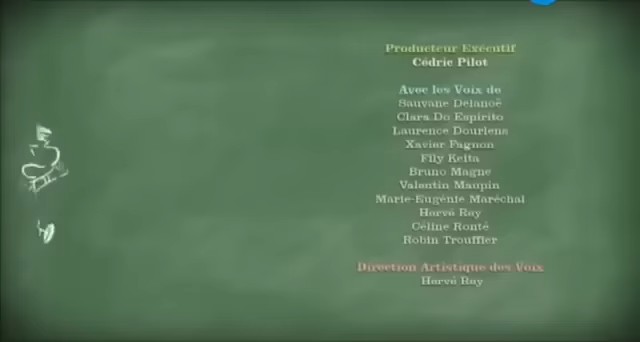 Producteur Exécutif
Cédric Pilot
Avec les Voix de
Sauvane Delanoë
Clara Do Espirito
Laurence Dourlens
Xavier Fagnon
Fily Keita
Bruno Magne
Valentin Maupin
Marie-Eugénie Maréchal
Hervé Rey
Céline Ronté
Robin Trouffier
Direction Artistique des Voix
Hervé Rey